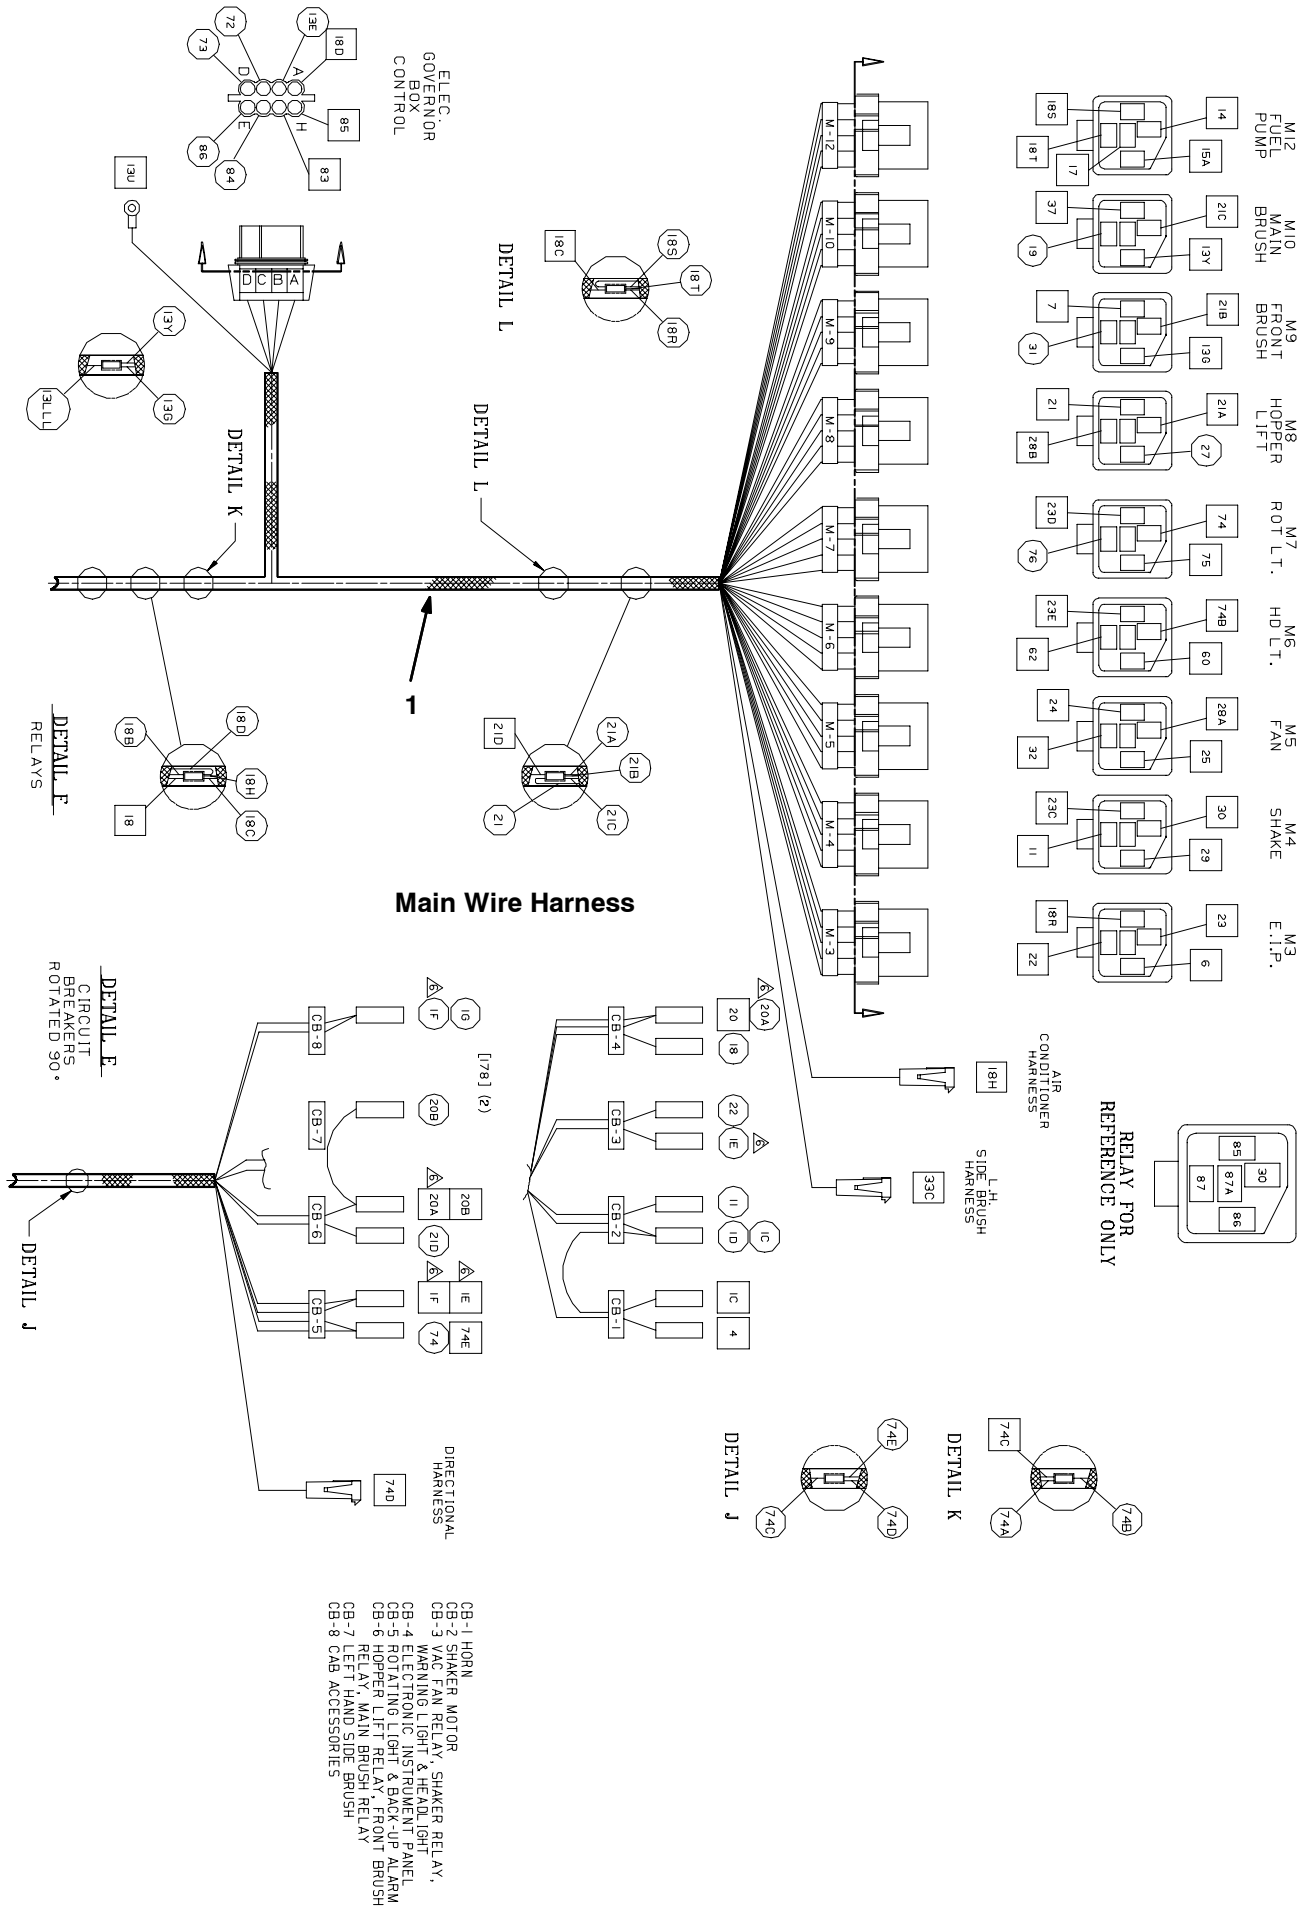 M12
FUEL
PUMP
14
15A
18S
18T
17
M10
MAIN
BRUSH
21C
13Y
37
19
M9
FRONT
BRUSH
21B
13G
7
31
M8
HOPPER
LIFT
21A
27
21
28B
M7
ROT LT.
74
75
23D
76
M6
HD LT.
74B
60
23E
62
M5
FAN
28A
25
24
32
M4
SHAKE
30
29
23C
11
M3
E.I.P.
23
6
18R
22
RELAY FOR
REFERENCE ONLY
85
30
87A
87
86
M-12
M-10
M-9
M-8
M-7
M-6
M-5
M-4
M-3
AIR
CONDITIONER
HARNESS
18H
L.H.
SIDE BRUSH
HARNESS
33C
ELEC.
GOVERNOR
BOX
CONTROL
72
73
13E
18D
D
A
E
H
85
86
84
83
13U
D
C
B
A
13Y
13G
13LLL
DETAIL K
DETAIL L
18C
18S
18T
18R
DETAIL L
1
21D
21A
21B
21C
21
18B
18D
18H
18C
18
DETAIL F
RELAYS
Main Wire Harness
DETAIL E
CIRCUIT
BREAKERS
ROTATED 90°
20
6
20A
18
CB-4
22
1E
6
CB-3
11
1D
1C
CB-2
1C
4
CB-1
[178] (2)
6
1F
1G
CB-8
20B
CB-7
6
20A
20B
21D
CB-6
6
1F
6
1E
74
74E
CB-5
DETAIL J
DIRECTIONAL
HARNESS
74D
DETAIL J
74E
74D
74C
DETAIL K
74C
74A
74B
CB-1 HORN
CB-2 SHAKER MOTOR
CB-3 VAC FAN RELAY, SHAKER RELAY,
WARNING LIGHT & HEADLIGHT
CB-4 ELECTRONIC INSTRUMENT PANEL
CB-5 ROTATING LIGHT & BACK-UP ALARM
CB-6 HOPPER LIFT RELAY, FRONT BRUSH
RELAY, MAIN BRUSH RELAY
CB-7 LEFT HAND SIDE BRUSH
CB-8 CAB ACCESSORIES